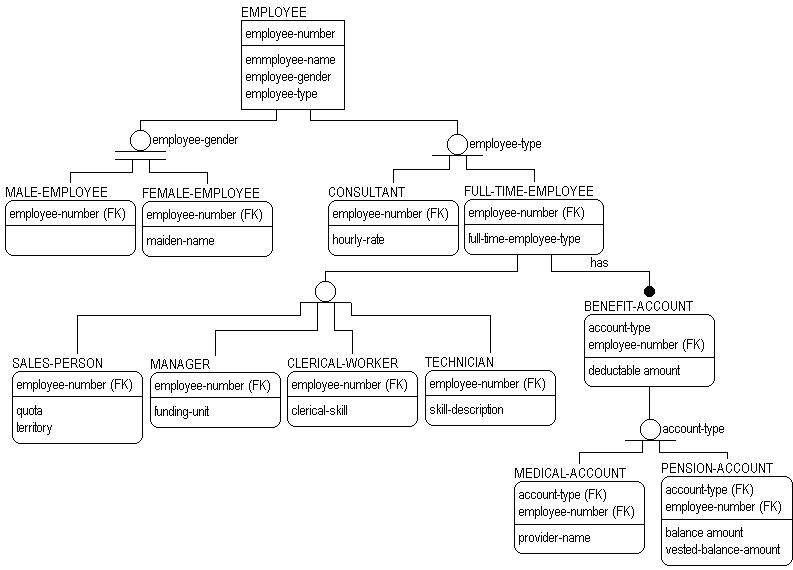 EMPLOYEE
employee-number
emmployee-name
employee-gender
employee-type
employee-gender
employee-type
MALE-EMPLOYEE
employee-number (FK)
FEMALE-EMPLOYEE
employee-number (FK)
maiden-name
CONSULTANT
employee-number (FK)
hourly-rate
FULL-TIME-EMPLOYEE
employee-number (FK)
full-time-employee-type
has
BENEFIT-ACCOUNT
account-type
employee-number (FK)
deductable amount
SALES-PERSON
employee-number (FK)
quota
territory
MANAGER
employee-number (FK)
funding-unit
CLERICAL-WORKER
employee-number (FK)
clerical-skill
TECHNICIAN
employee-number (FK)
skill-description
account-type
MEDICAL-ACCOUNT
account-type (FK)
employee-number (FK)
provider-name
PENSION-ACCOUNT
account-type (FK)
employee-number (FK)
balance amount
vested-balance-amount